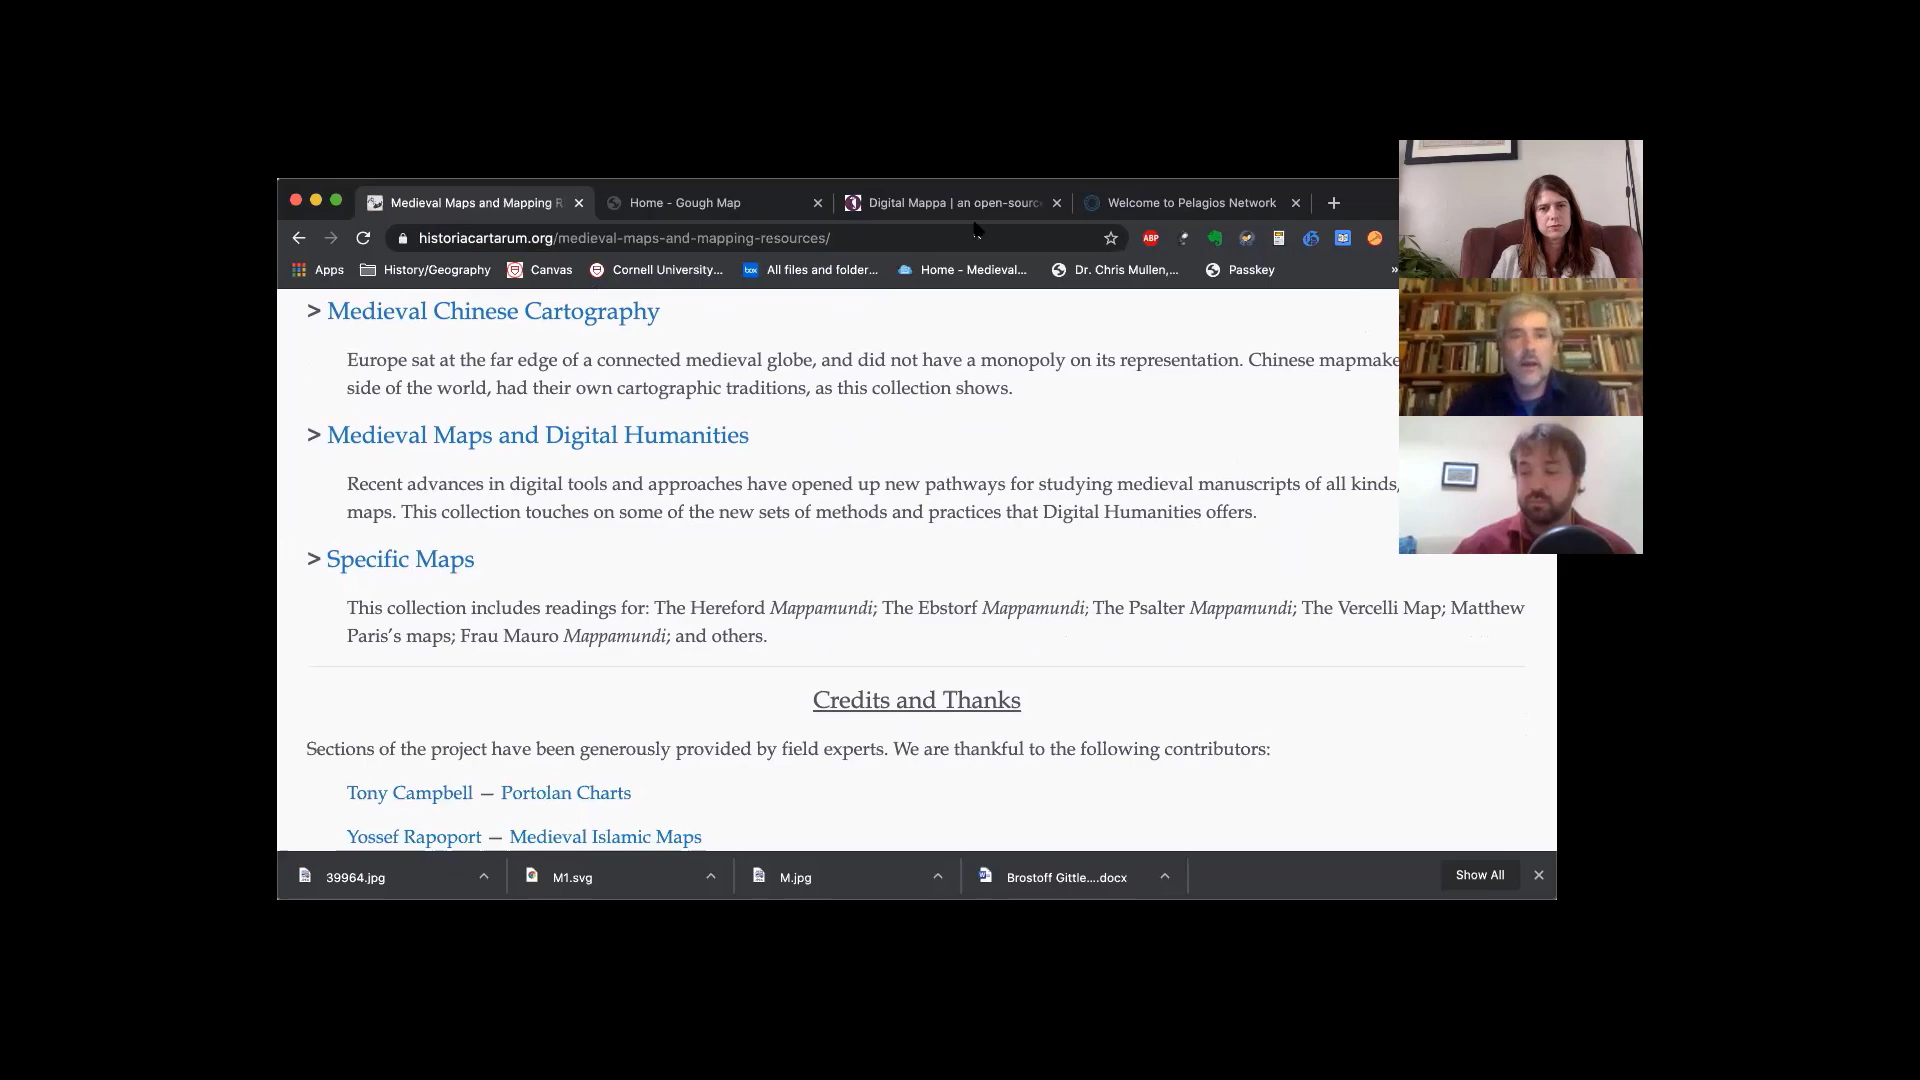 Medieval Maps and Mapping R
Home - Gough Map
Digital Mappa | an open-sourc
Welcome to Pelagios Network
historiacartarum.org/medieval-maps-and-mapping-resources/
ABP
Apps
History/Geography
Canvas
Cornell University...
box
All files and folder...
Home - Medieval...
Dr. Chris Mullen,...
Passkey
»
> Medieval Chinese Cartography
Europe sat at the far edge of a connected medieval globe, and did not have a monopoly on its representation. Chinese mapmake
side of the world, had their own cartographic traditions, as this collection shows.
> Medieval Maps and Digital Humanities
Recent advances in digital tools and approaches have opened up new pathways for studying medieval manuscripts of all kinds,
maps. This collection touches on some of the new sets of methods and practices that Digital Humanities offers.
> Specific Maps
This collection includes readings for: The Hereford Mappamundi; The Ebstorf Mappamundi; The Psalter Mappamundi; The Vercelli Map; Matthew
Paris's maps; Frau Mauro Mappamundi; and others.
Credits and Thanks
Sections of the project have been generously provided by field experts. We are thankful to the following contributors:
Tony Campbell — Portolan Charts
Yossef Rapoport — Medieval Islamic Maps
39964.jpg
M1.svg
M.jpg
Brostoff Gittle....docx
Show All